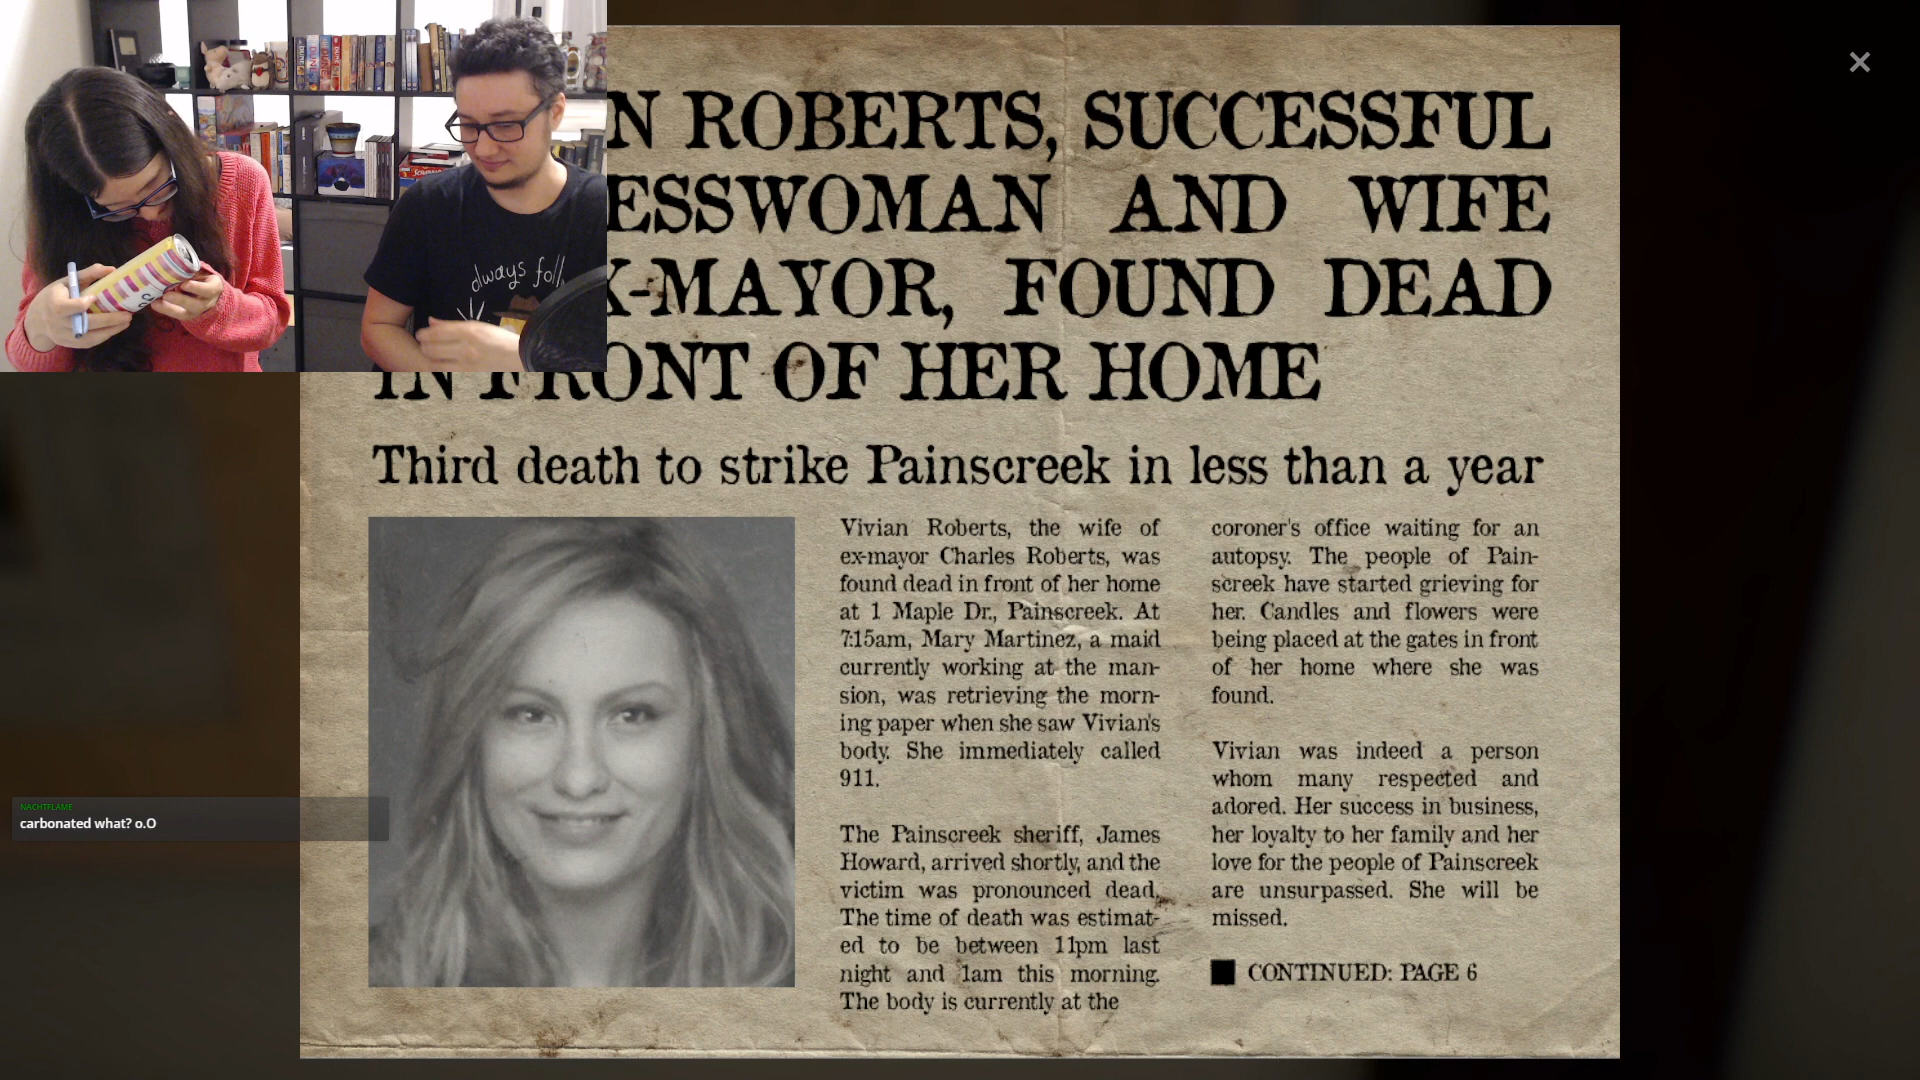 N ROBERTS, SUCCESSFUL
ESSWOMAN AND WIFE
X-MAYOR, FOUND DEAD
IN FRONT OF HER HOME
Third death to strike Painscreek in less than a year
Vivian Roberts, the wife of
ex-mayor Charles Roberts, was
found dead in front of her home
at 1 Maple Dr., Painscreek. At
7:15am, Mary Martinez, a maid
currently working at the man-
sion, was retrieving the morn-
ing paper when she saw Vivian's
body. She immediately called
911.
The Painscreek sheriff, James
Howard, arrived shortly, and the
victim was pronounced dead.
The time of death was estimat-
ed to be between 11pm last
night and 1am this morning.
The body is currently at the
coroner's office waiting for an
autopsy. The people of Pain-
screek have started grieving for
her. Candles and flowers were
being placed at the gates in front
of her home where she was
found.
Vivian was indeed a person
whom many respected and
adored. Her success in business,
her loyalty to her family and her
love for the people of Painscreek
are unsurpassed. She will be
missed.
CONTINUED: PAGE 6
always foll
NACHTFLAME
carbonated what? o.O